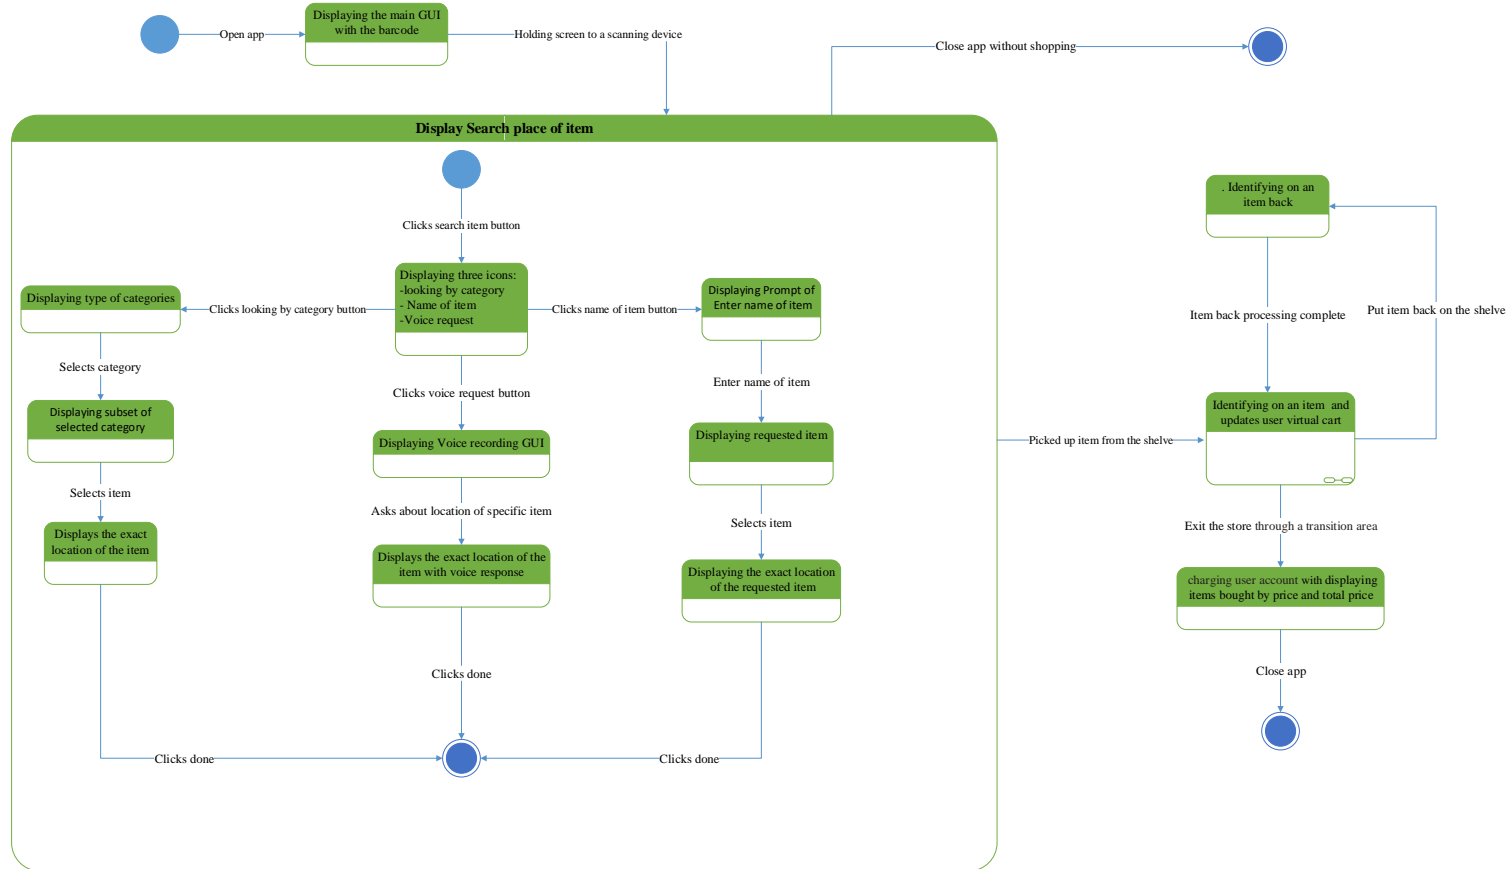 Displaying the main GUI
with the barcode
Open app
Holding screen to a scanning device
Close app without shopping
Display Search place of item
. Identifying on an
item back
Clicks search item button
Displaying three icons:
-looking by category
- Name of item
-Voice request
Displaying type of categories
Clicks looking by category button
Clicks name of item button
Displaying Prompt of
Enter name of item
Item back processing complete
Put item back on the shelve
Selects category
Clicks voice request button
Enter name of item
Displaying subset of
selected category
Displaying Voice recording GUI
Displaying requested item
Picked up item from the shelve
Identifying on an item and
updates user virtual cart
Selects item
Asks about location of specific item
Selects item
Exit the store through a transition area
Displays the exact
location of the item
Displays the exact location of the
item with voice response
Displaying the exact location
of the requested item
charging user account with displaying
items bought by price and total price
Clicks done
Close app
Clicks done
Clicks done